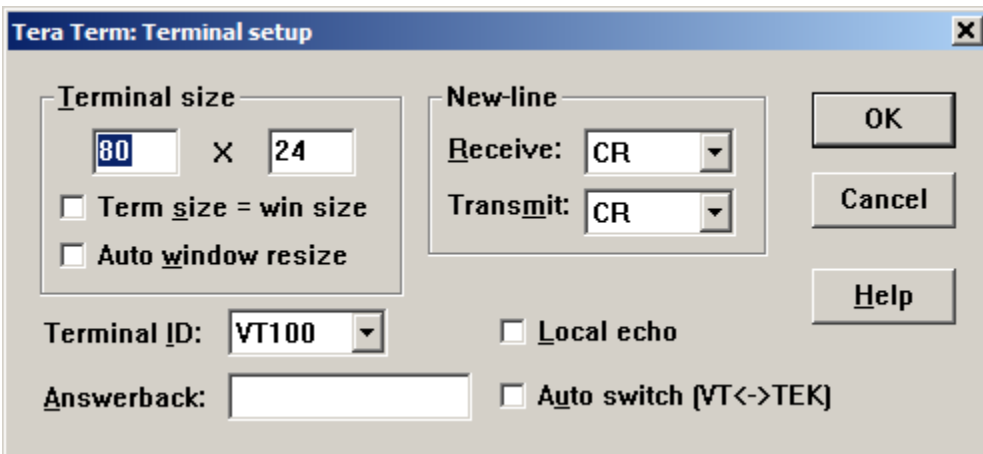 Tera Term: Terminal setup
Terminal size
80 X 24
Term size = win size
Auto window resize
New-line
Receive: CR
Transmit: CR
OK
Cancel
Help
Terminal ID: VT100
Local echo
Answerback:
Auto switch (VT<->TEK)